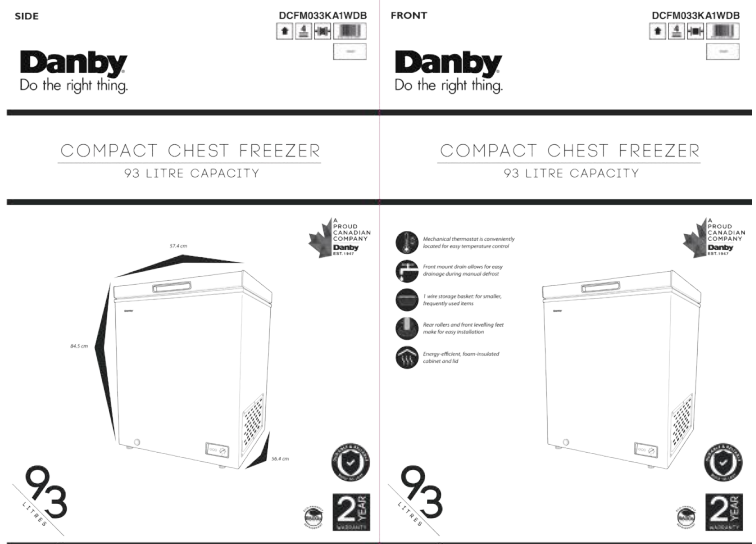 SIDE
DCFM033KA1WDB
Danby
Do the right thing.
COMPACT CHEST FREEZER
93 LITRE CAPACITY
A
PROUD
CANADIAN
COMPANY
Danby
EST. 1947
57.4 cm
84.5 cm
56.4 cm
93
LITRES
2
YEAR
WARRANTY
FRONT
DCFM033KA1WDB
Danby
Do the right thing.
COMPACT CHEST FREEZER
93 LITRE CAPACITY
A
PROUD
CANADIAN
COMPANY
Danby
EST. 1947
Mechanical thermostat is conveniently
located for easy temperature control
Front mount drain allows for easy
drainage during manual defrost
1 wire storage basket for smaller,
frequently used items
Rear rollers and front levelling feet
make for easy installation
Energy-efficient, foam insulated
cabinet and lid
93
LITRES
2
YEAR
WARRANTY